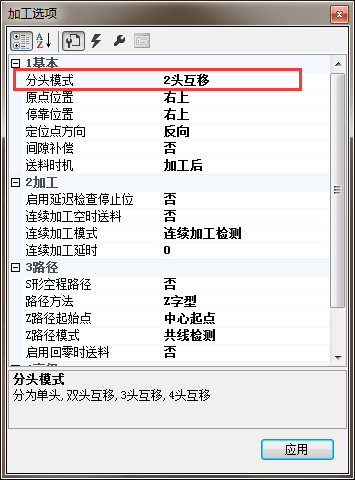 加工选项
1基本
分头模式 2头互移
原点位置 右上
停靠位置 右上
定位点方向 反向
间隙补偿 否
送料时机 加工后
2加工
启用延迟检查停止位 否
连续加工空时送料 否
连续加工模式 连续加工检测
连续加工延时 0
3路径
S形空程路径 否
路径方法 Z字型
Z路径起始点 中心起点
Z路径模式 共线检测
启用回零时送料 否
分头模式
分为单头, 双头互移, 3头互移, 4头互移
应用